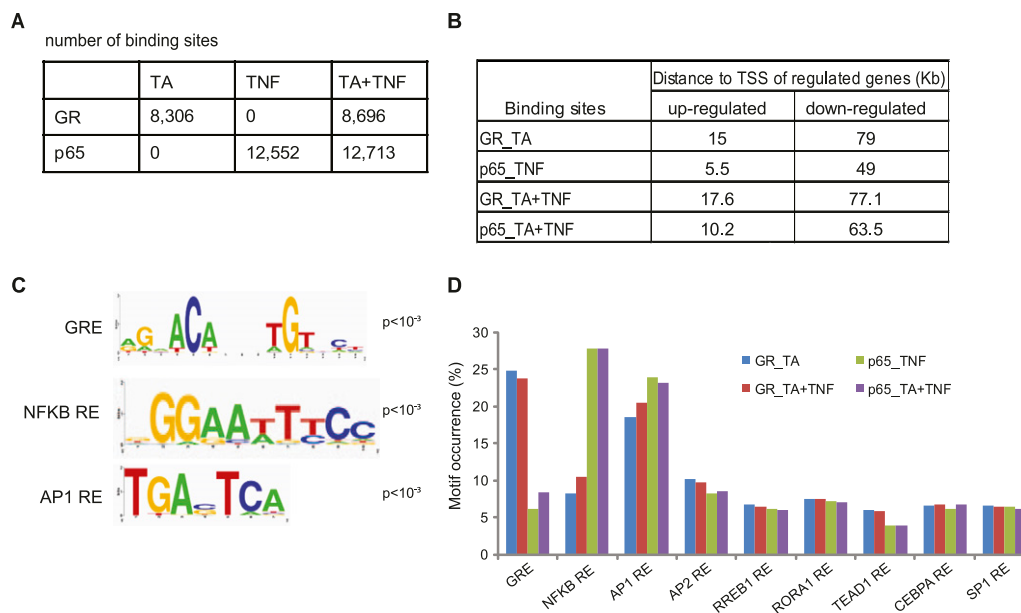 A
number of binding sites
TA TNF TA+TNF
GR 8,306 0 8,696
p65 0 12,552 12,713
B
Binding sites
Distance to TSS of regulated genes (Kb)
up-regulated down-regulated
GR_TA 15 79
p65_TNF 5.5 49
GR_TA+TNF 17.6 77.1
p65_TA+TNF 10.2 63.5
C
GRE
p<10⁻³
NFKB RE
p<10⁻³
AP1 RE
p<10⁻³
D
Motif occurrence (%)
30
25
20
15
10
5
0
GR_TA p65_TNF
GR_TA+TNF p65_TA+TNF
GRE NFKB RE AP1 RE AP2 RE RREB1 RE RORA1 RE TEAD1 RE CEBPA RE SP1 RE